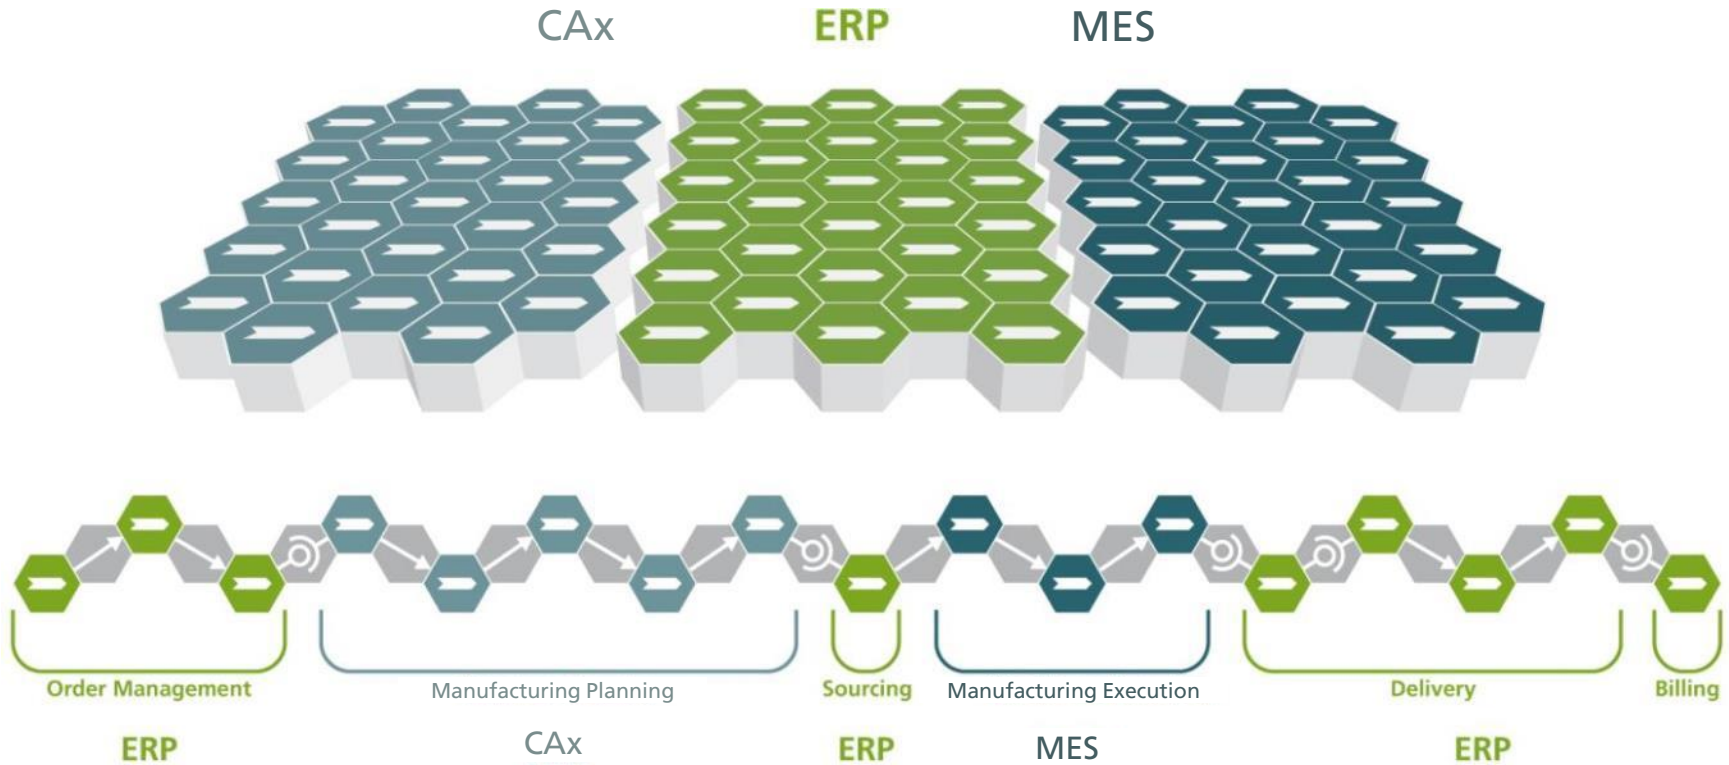 CAx ERP MES
Order Management Manufacturing Planning Sourcing Manufacturing Execution Delivery Billing
ERP CAx ERP MES ERP